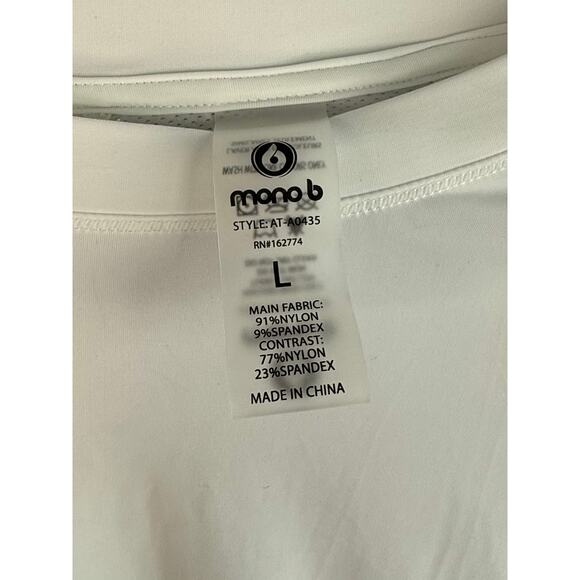 mono b
STYLE: AT-A0435
RN#162774
L
MAIN FABRIC:
91%NYLON
9%SPANDEX
CONTRAST:
77%NYLON
23%SPANDEX
MADE IN CHINA